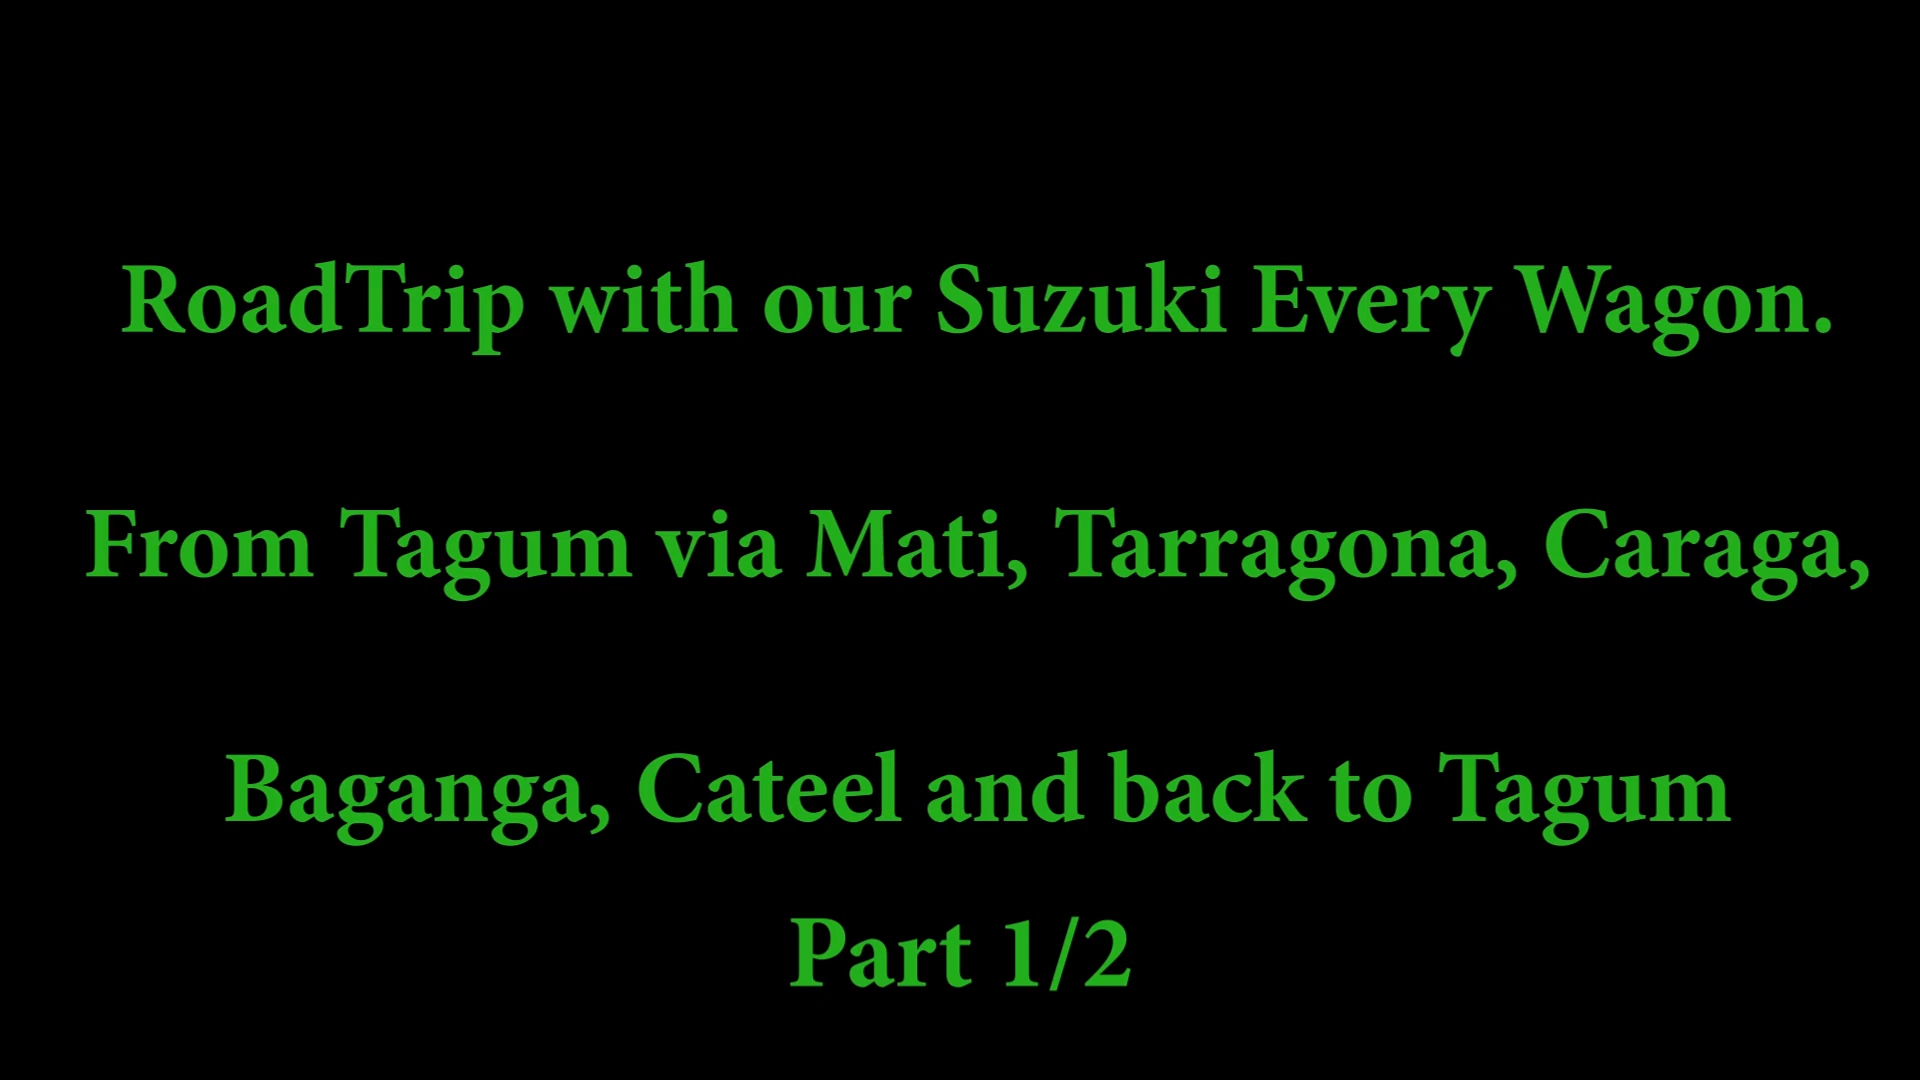 RoadTrip with our Suzuki Every Wagon.
From Tagum via Mati, Tarragona, Caraga,
Baganga, Cateel and back to Tagum
Part 1/2